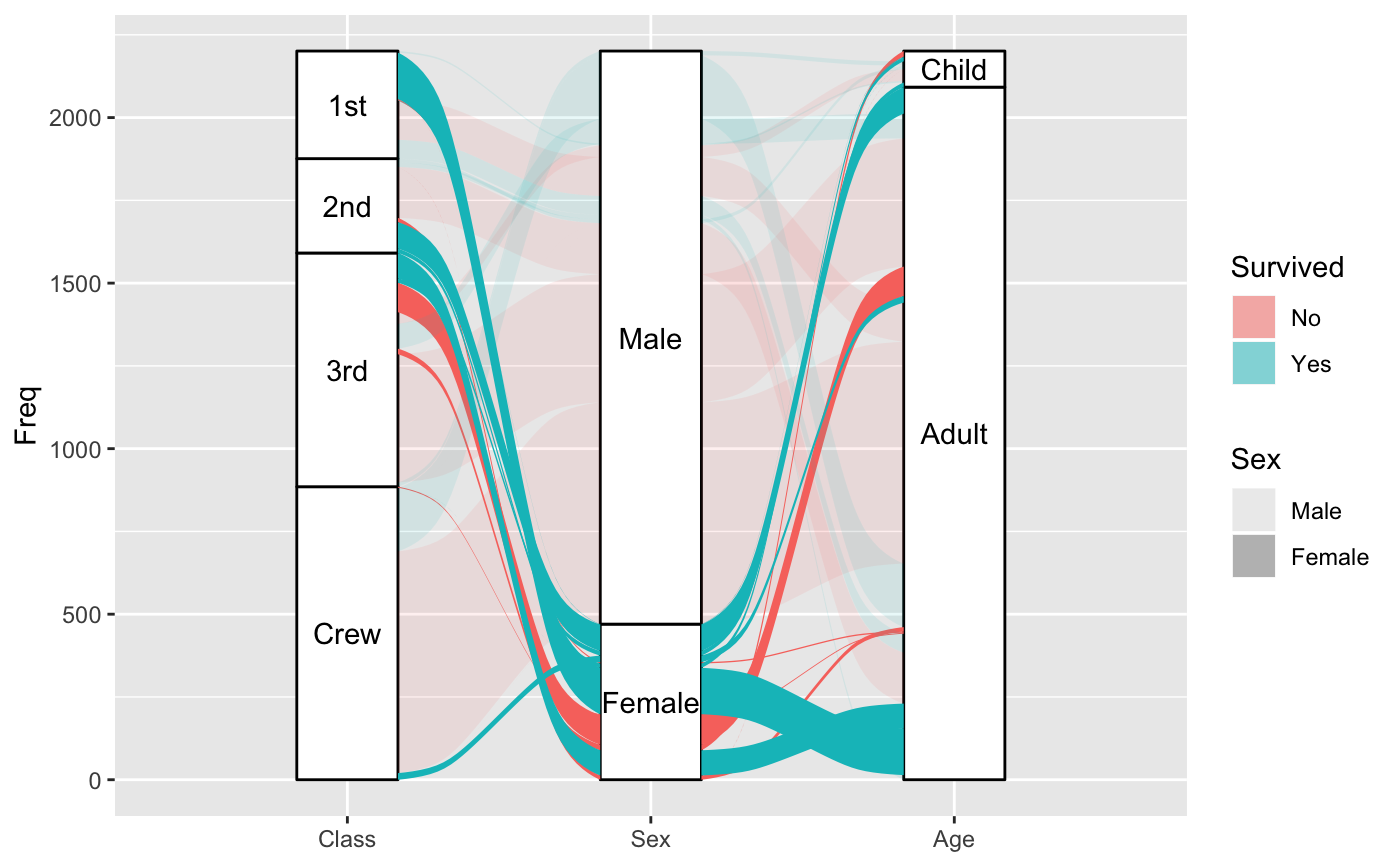 Freq
2000
1500
1000
500
0
1st
2nd
3rd
Crew
Male
Female
Child
Adult
Class
Sex
Age
Survived
No
Yes
Sex
Male
Female